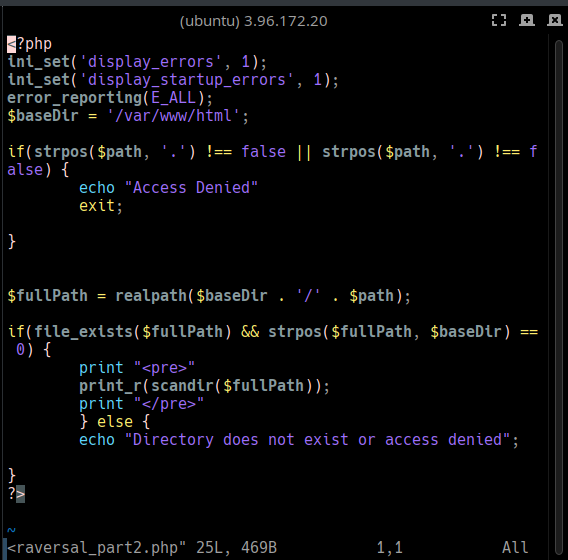 (ubuntu) 3.96.172.20
<?php
ini_set('display_errors', 1);
ini_set('display_startup_errors', 1);
error_reporting(E_ALL);
$baseDir = '/var/www/html';
if(strpos($path, '.') !== false || strpos($path, '.') !== f
alse) {
        echo "Access Denied"
        exit;
}
$fullPath = realpath($baseDir . '/' . $path);
if(file_exists($fullPath) && strpos($fullPath, $baseDir) ==
 0) {
        print "<pre>"
        print_r(scandir($fullPath));
        print "</pre>"
        } else {
        echo "Directory does not exist or access denied";
}
?>
~
<raversal_part2.php" 25L, 469B          1,1           All